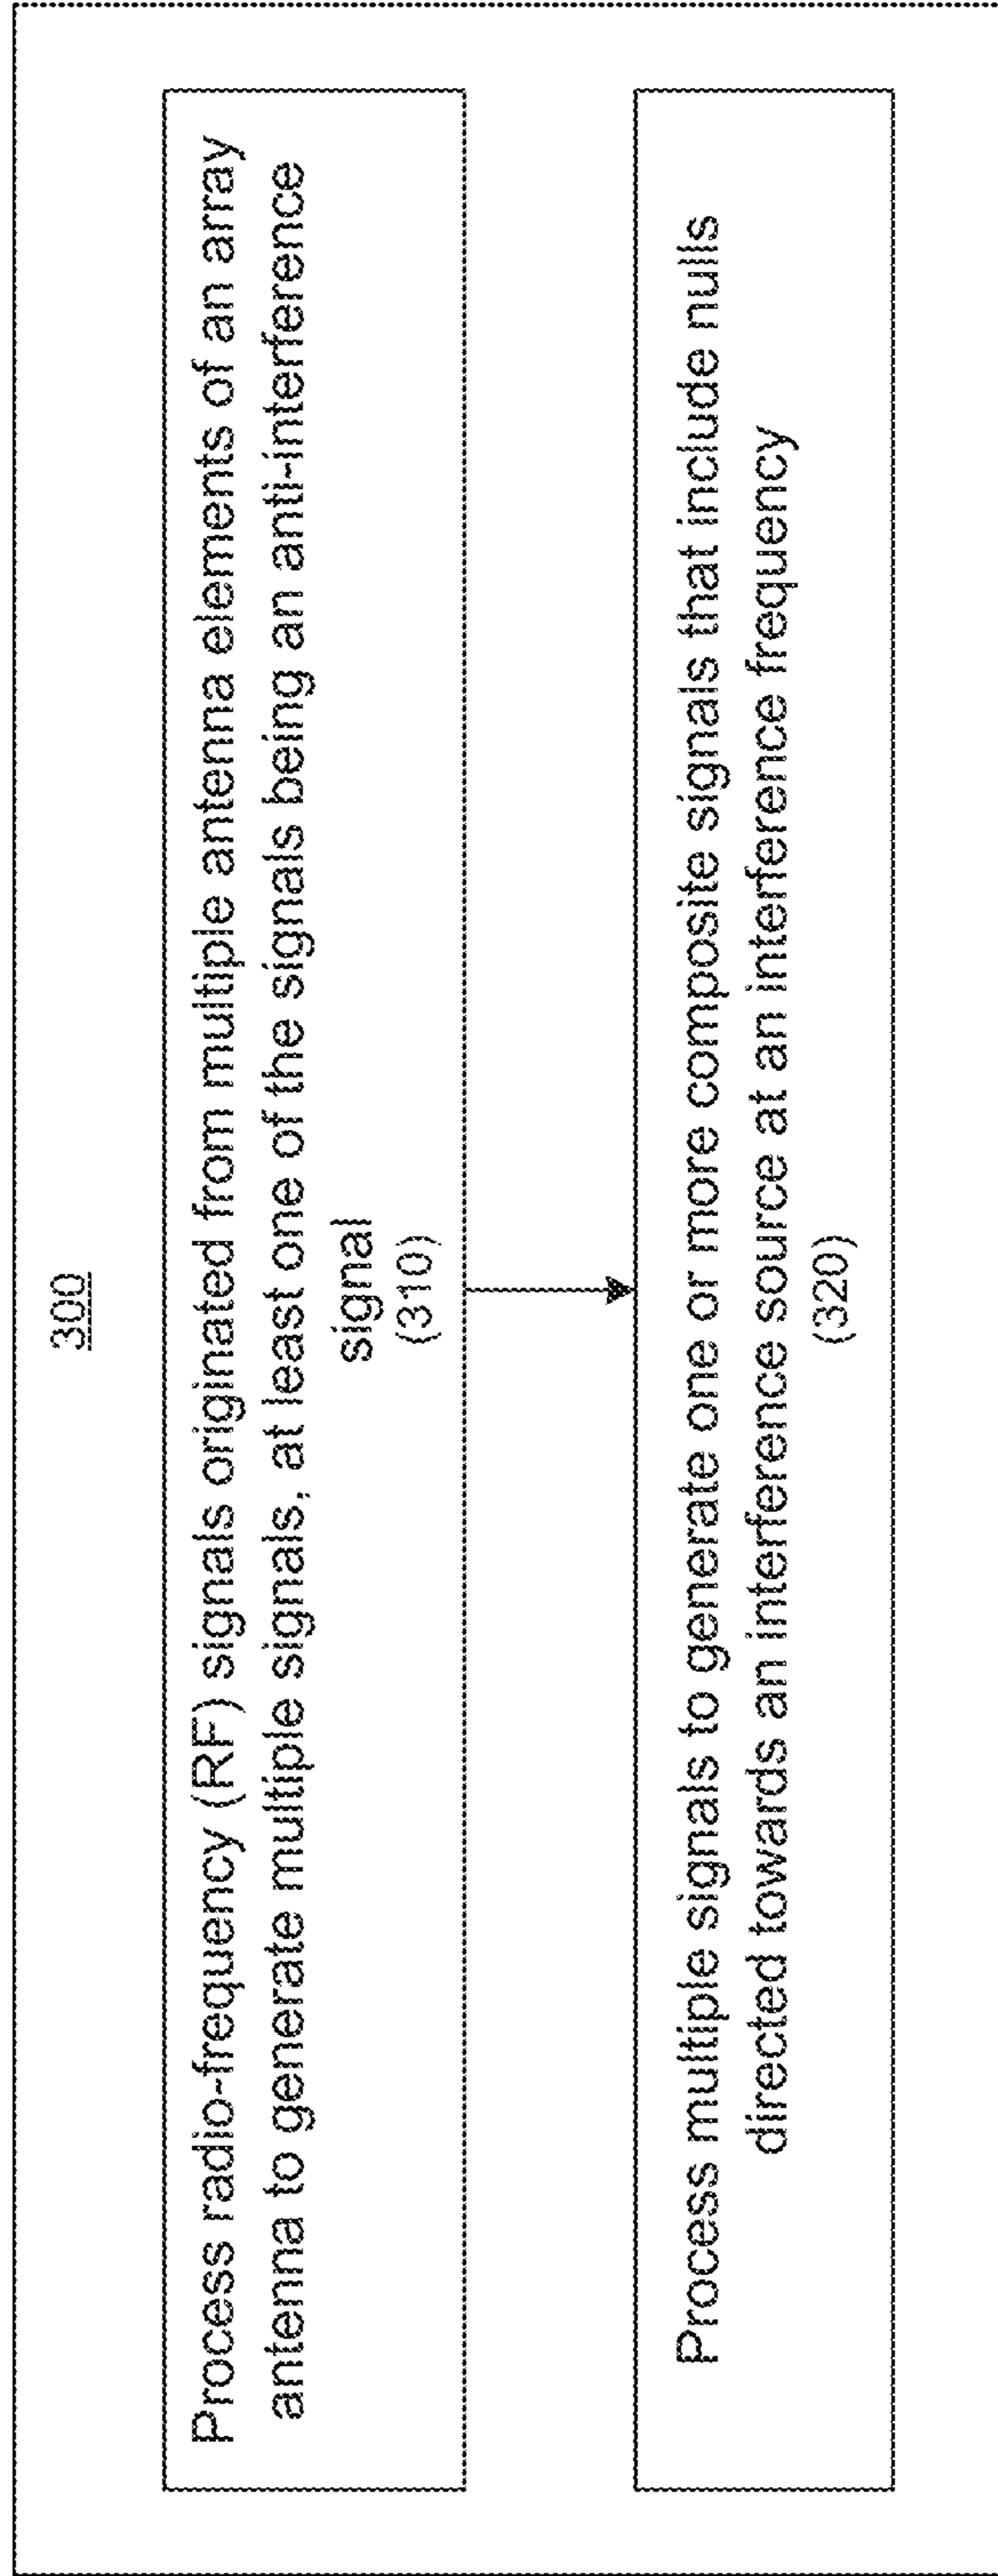 300
Process radio-frequency (RF) signals originated from multiple antenna elements of an array
antenna to generate multiple signals, at least one of the signals being an anti-interference
signal
(310)
Process multiple signals to generate one or more composite signals that include nulls
directed towards an interference source at an interference frequency
(320)